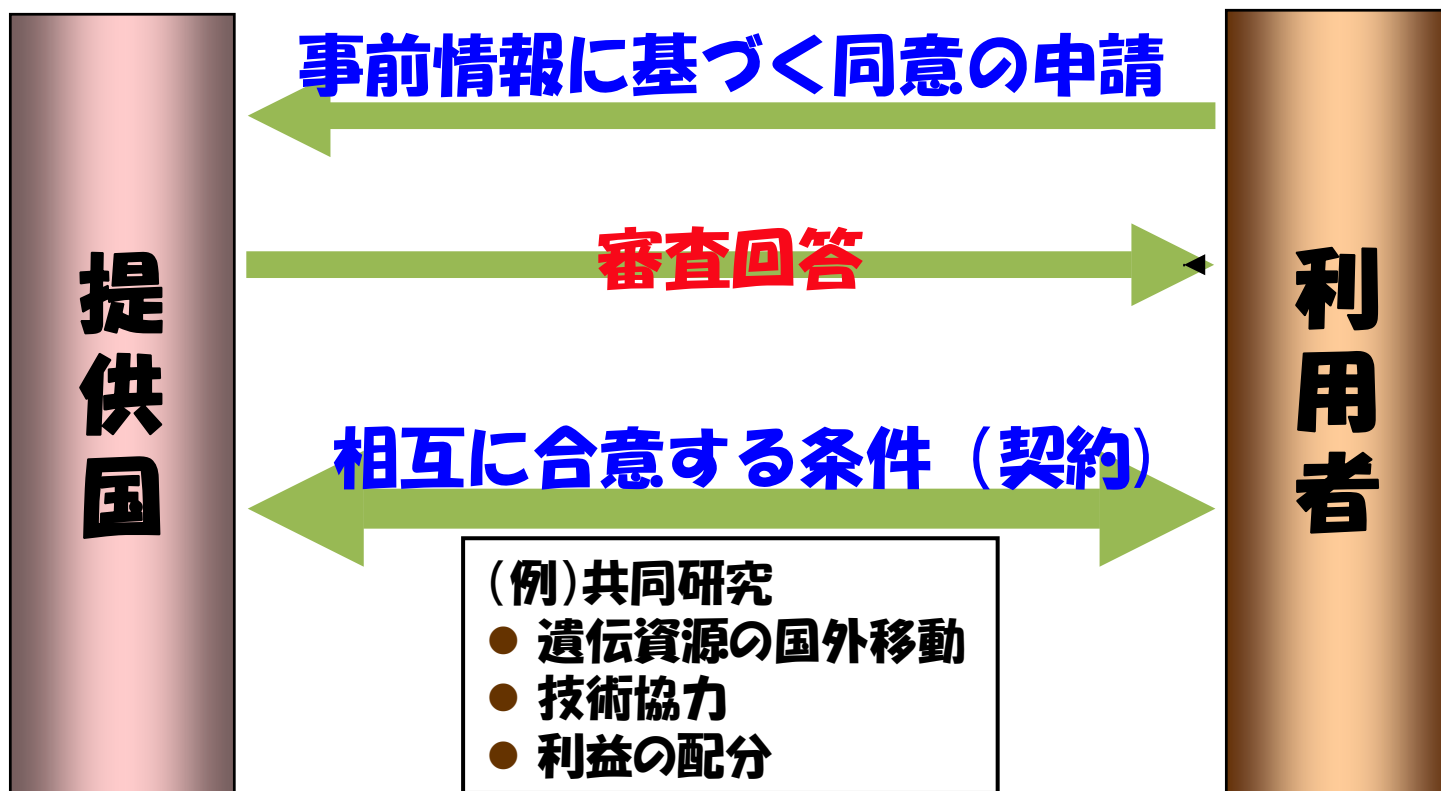 事前情報に基づく同意の申請
審査回答
提供国
利用者
相互に合意する条件（契約）
（例）共同研究
● 遺伝資源の国外移動
● 技術協力
● 利益の配分